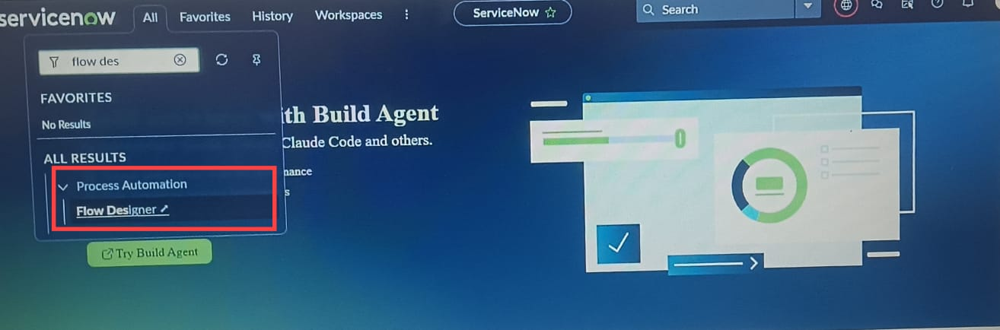 servicenow All Favorites History Workspaces ServiceNow Search
flow des
FAVORITES
No Results
ALL RESULTS
Process Automation
Flow Designer
ith Build Agent
Claude Code and others.
nance
s
Try Build Agent